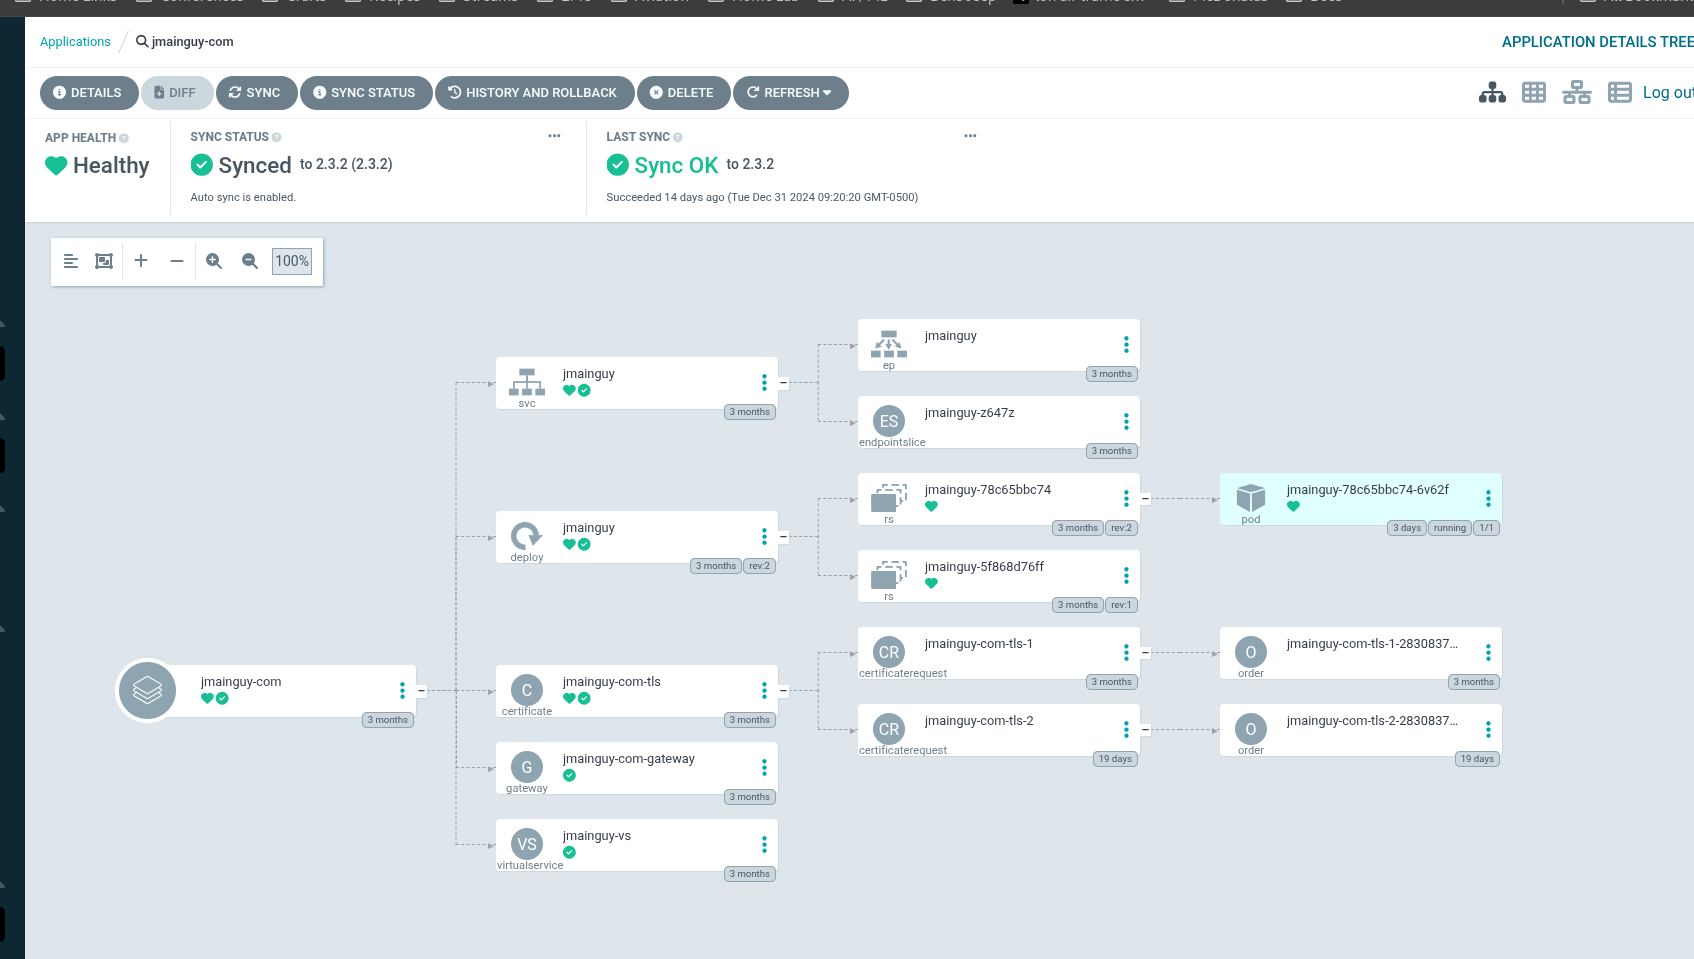 Applications / jmainguy-com
APPLICATION DETAILS TREE
DETAILS
DIFF
SYNC
SYNC STATUS
HISTORY AND ROLLBACK
DELETE
REFRESH
Log out
APP HEALTH
Healthy
SYNC STATUS
Synced to 2.3.2 (2.3.2)
Auto sync is enabled.
LAST SYNC
Sync OK to 2.3.2
Succeeded 14 days ago (Tue Dec 31 2024 09:20:20 GMT-0500)
100%
jmainguy-com
3 months
jmainguy
svc
3 months
jmainguy
deploy
3 months rev:2
C
jmainguy-com-tls
certificate
3 months
G
jmainguy-com-gateway
gateway
3 months
VS
jmainguy-vs
virtualservice
3 months
jmainguy
ep
3 months
ES
jmainguy-z647z
endpointslice
3 months
jmainguy-78c65bbc74
rs
3 months rev:2
jmainguy-5f868d76ff
rs
3 months rev:1
CR
jmainguy-com-tls-1
certificaterequest
3 months
CR
jmainguy-com-tls-2
certificaterequest
19 days
jmainguy-78c65bbc74-6v62f
pod
3 days running 1/1
O
jmainguy-com-tls-1-2830837...
order
3 months
O
jmainguy-com-tls-2-2830837...
order
19 days